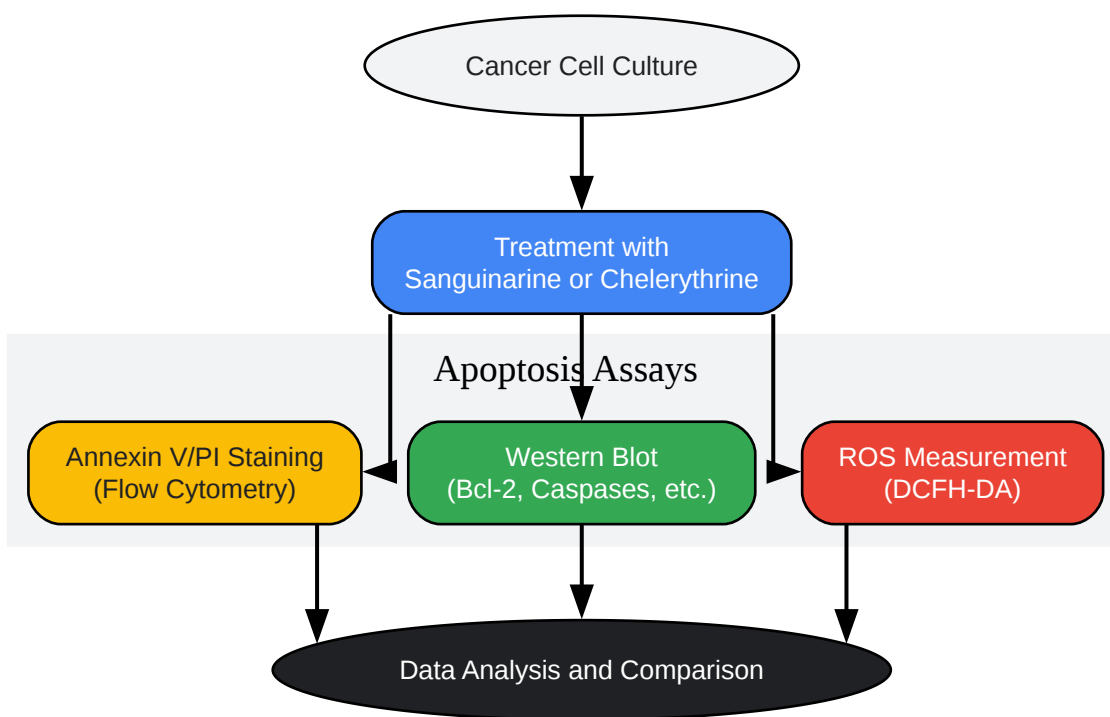 Cancer Cell Culture
Treatment with
Sanguinarine or Chelerythrine
Apoptosis Assays
Annexin V/PI Staining
(Flow Cytometry)
Western Blot
(Bcl-2, Caspases, etc.)
ROS Measurement
(DCFH-DA)
Data Analysis and Comparison